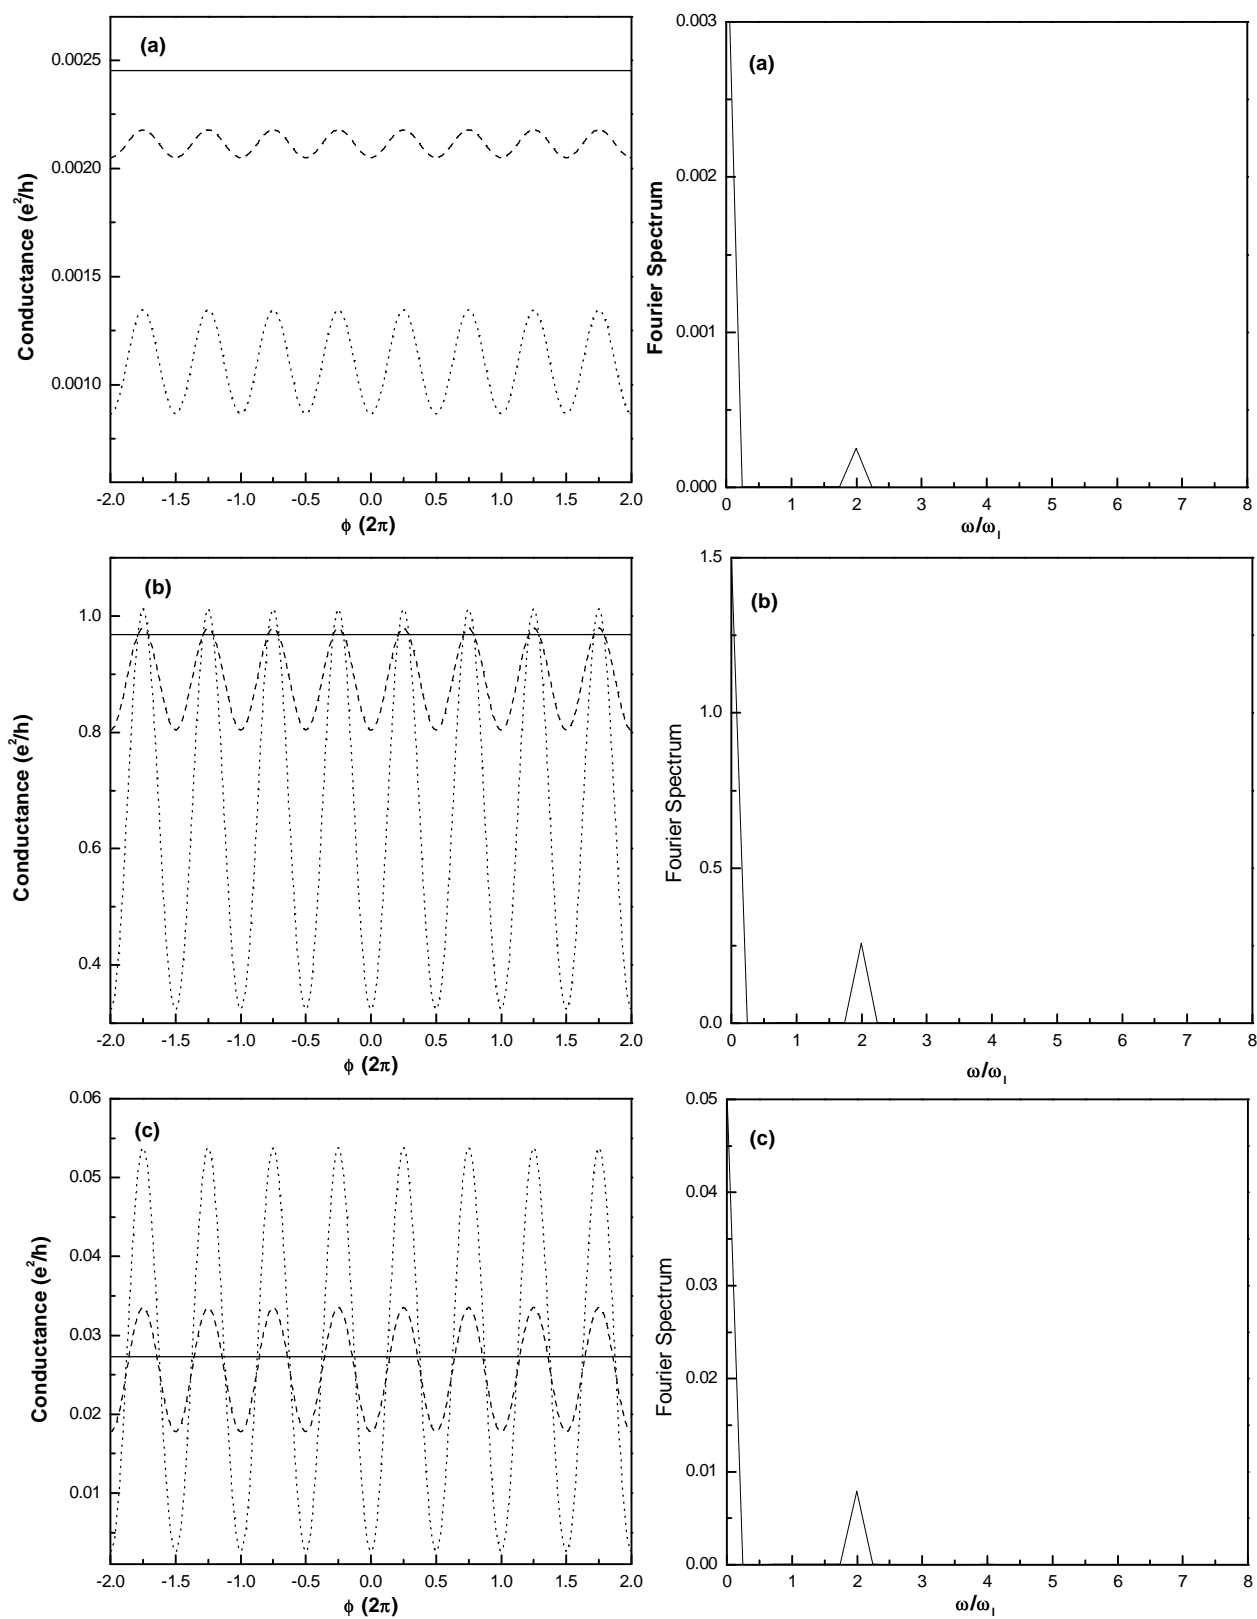 (a)
0.0025
0.0020
0.0015
0.0010
Conductance (e²/h)
-2.0 -1.5 -1.0 -0.5 0.0 0.5 1.0 1.5 2.0
ϕ (2π)
(a)
0.003
0.003
0.002
0.001
0.000
Fourier Spectrum
0 1 2 3 4 5 6 7 8
ω/ω_l
(b)
1.0
0.8
0.6
0.4
Conductance (e²/h)
-2.0 -1.5 -1.0 -0.5 0.0 0.5 1.0 1.5 2.0
ϕ (2π)
(b)
1.5
1.0
0.5
0.0
Fourier Spectrum
0 1 2 3 4 5 6 7 8
ω/ω_l
(c)
0.06
0.05
0.04
0.03
0.02
0.01
Conductance (e²/h)
-2.0 -1.5 -1.0 -0.5 0.0 0.5 1.0 1.5 2.0
ϕ (2π)
(c)
0.05
0.04
0.03
0.02
0.01
0.00
Fourier Spectrum
0 1 2 3 4 5 6 7 8
ω/ω_l